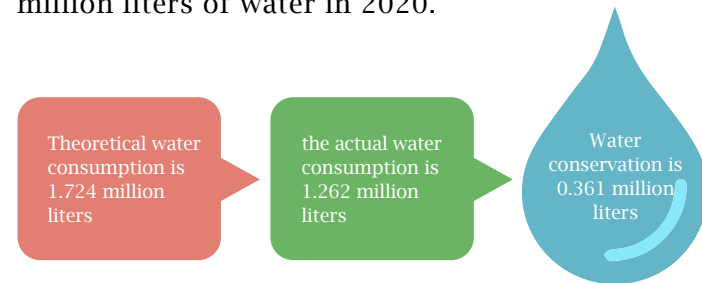 million liters of water in 2020.
Theoretical water
consumption is
1.724 million
liters
the actual water
consumption is
1.262 million
liters
Water
conservation is
0.361 million
liters